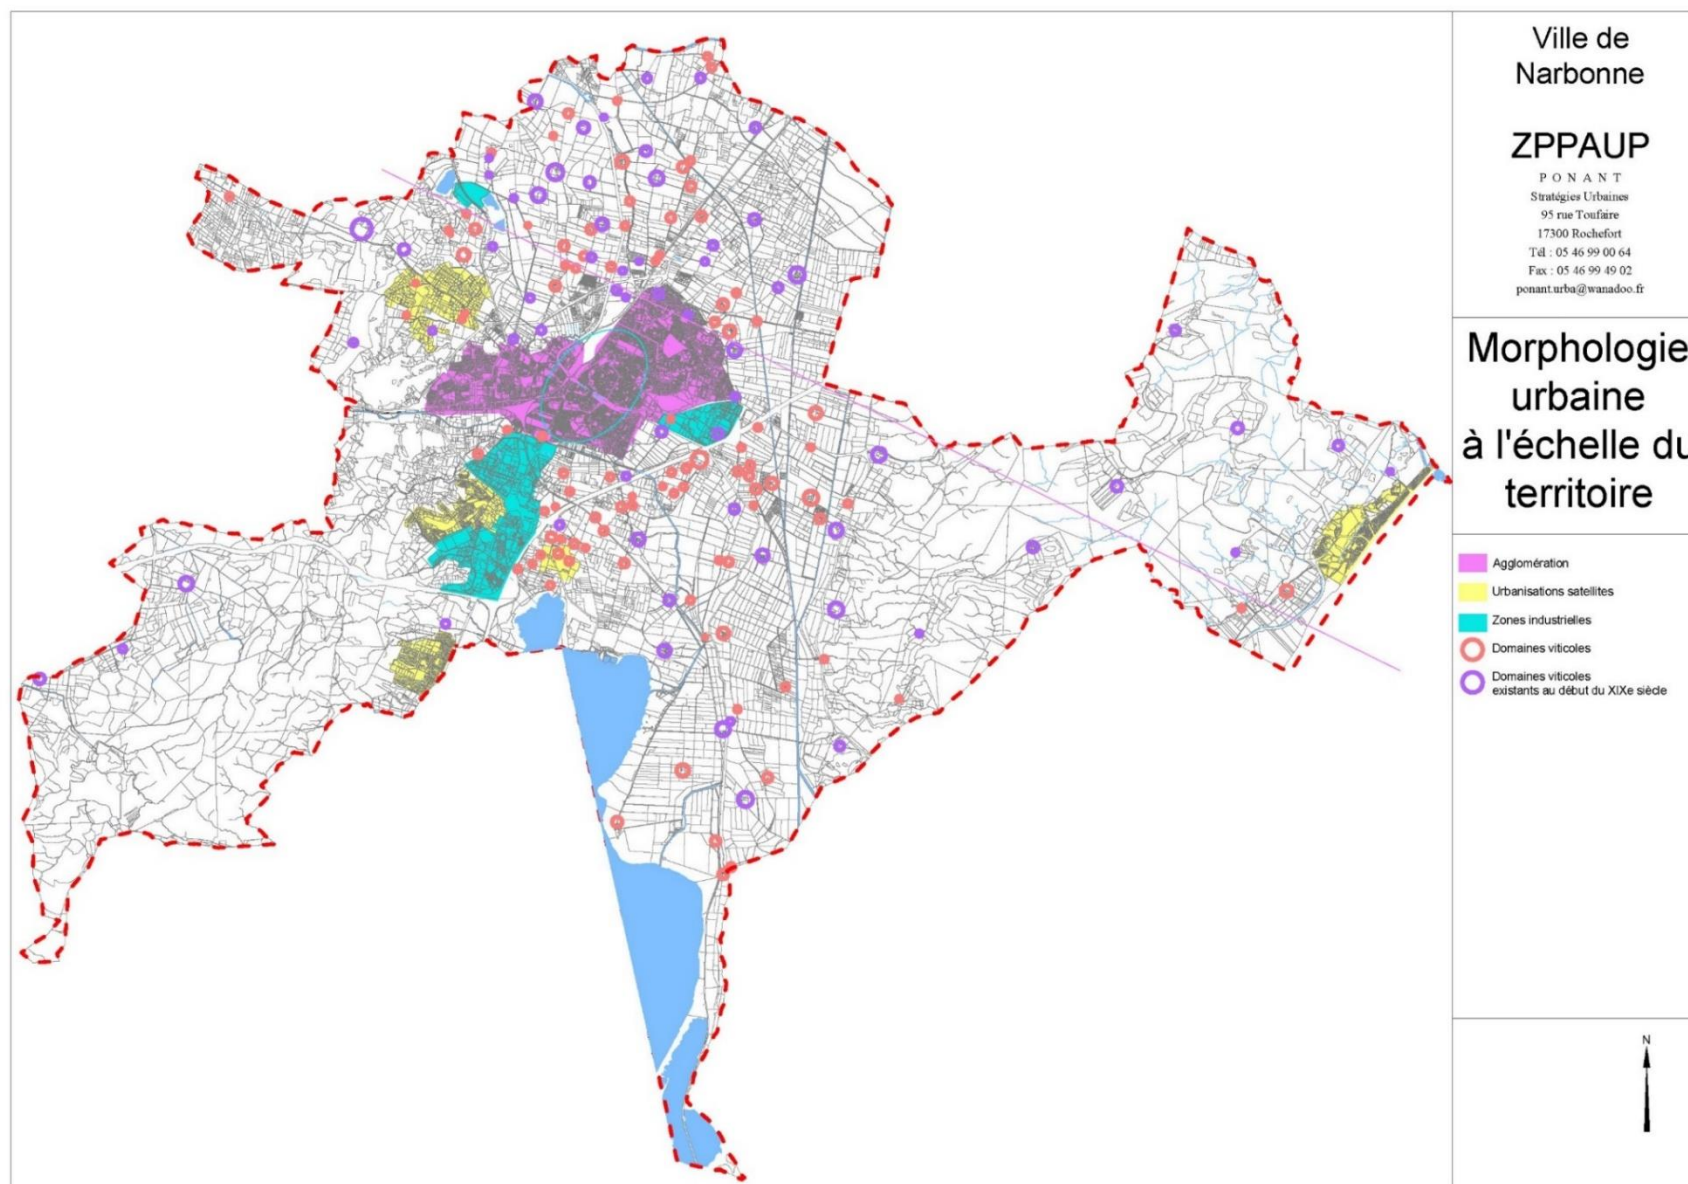 Ville de
Narbonne
ZPPAUP
P O N A N T
Stratégies Urbaines
95 rue Toufaire
17300 Rochefort
Tél : 05 46 99 00 64
Fax : 05 46 99 49 02
ponant.urba@wanadoo.fr
Morphologie
urbaine
à l'échelle du
territoire
Agglomération
Urbanisations satellites
Zones industrielles
Domaines viticoles
Domaines viticoles
existants au début du XIXe siècle
N